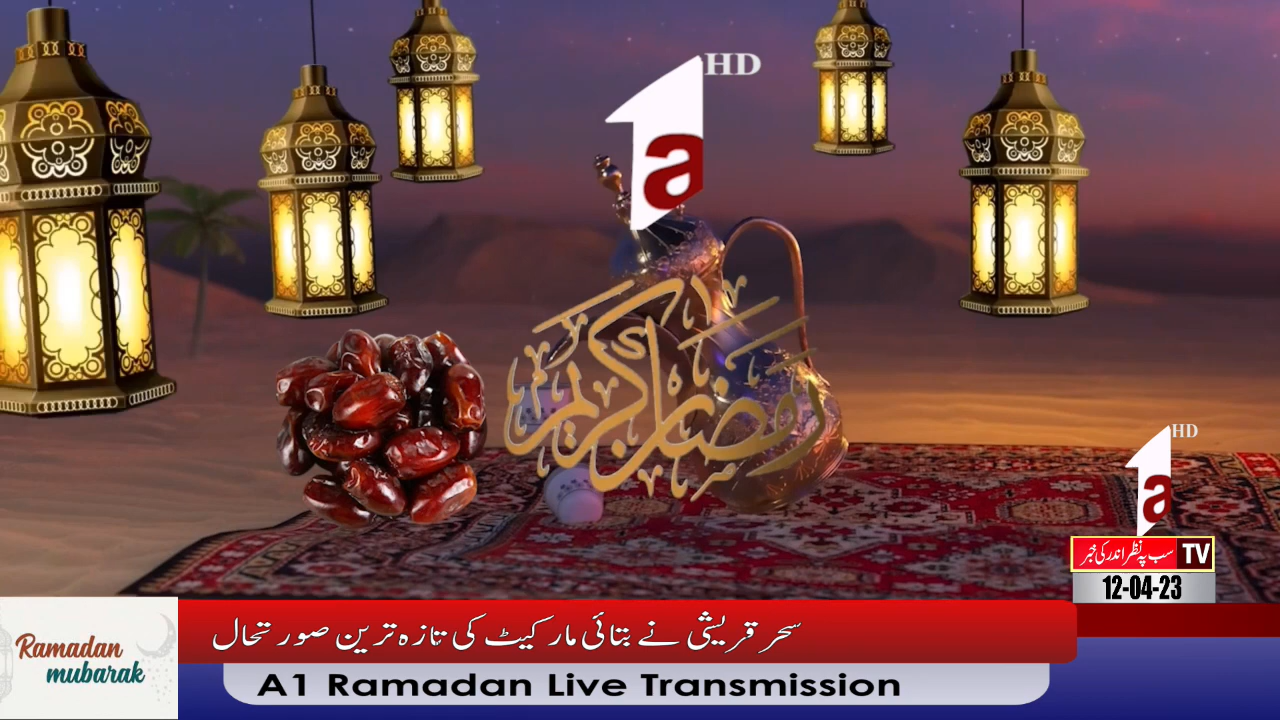 HD
a
رمضان كريم
HD
a
سب پہ نظر اندر کی خبر TV
12-04-23
سحر قریشی نے بتائی مارکیٹ کی تازہ ترین صورتحال
Ramadan
mubarak
A1 Ramadan Live Transmission